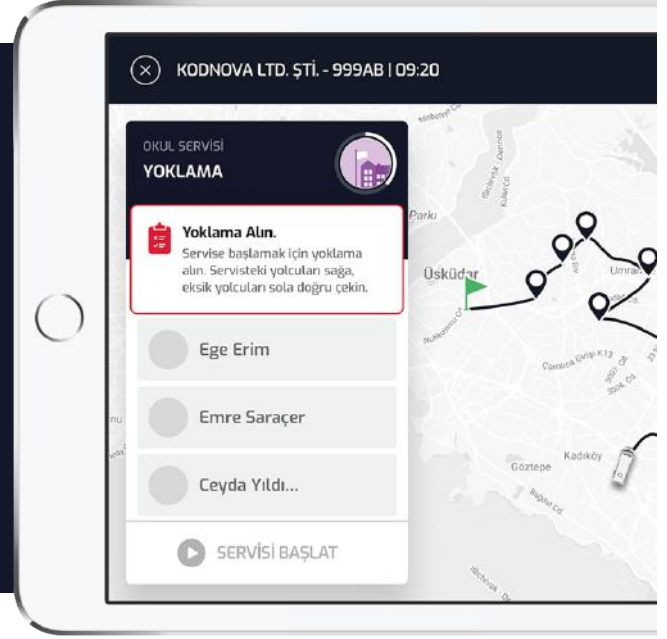 KODNOVA LTD. ŞTİ. - 999AB | 09:20
OKUL SERVİSİ
YOKLAMA
Yoklama Alın.
Servise başlamak için yoklama
alın. Servisteki yolcuları sağa,
eksik yolcuları sola doğru çekin.
Ege Erim
Emre Saraçer
Ceyda Yıldı...
SERVİSİ BAŞLAT
Parkı
Üsküdar
Kadıköy
Göztepe